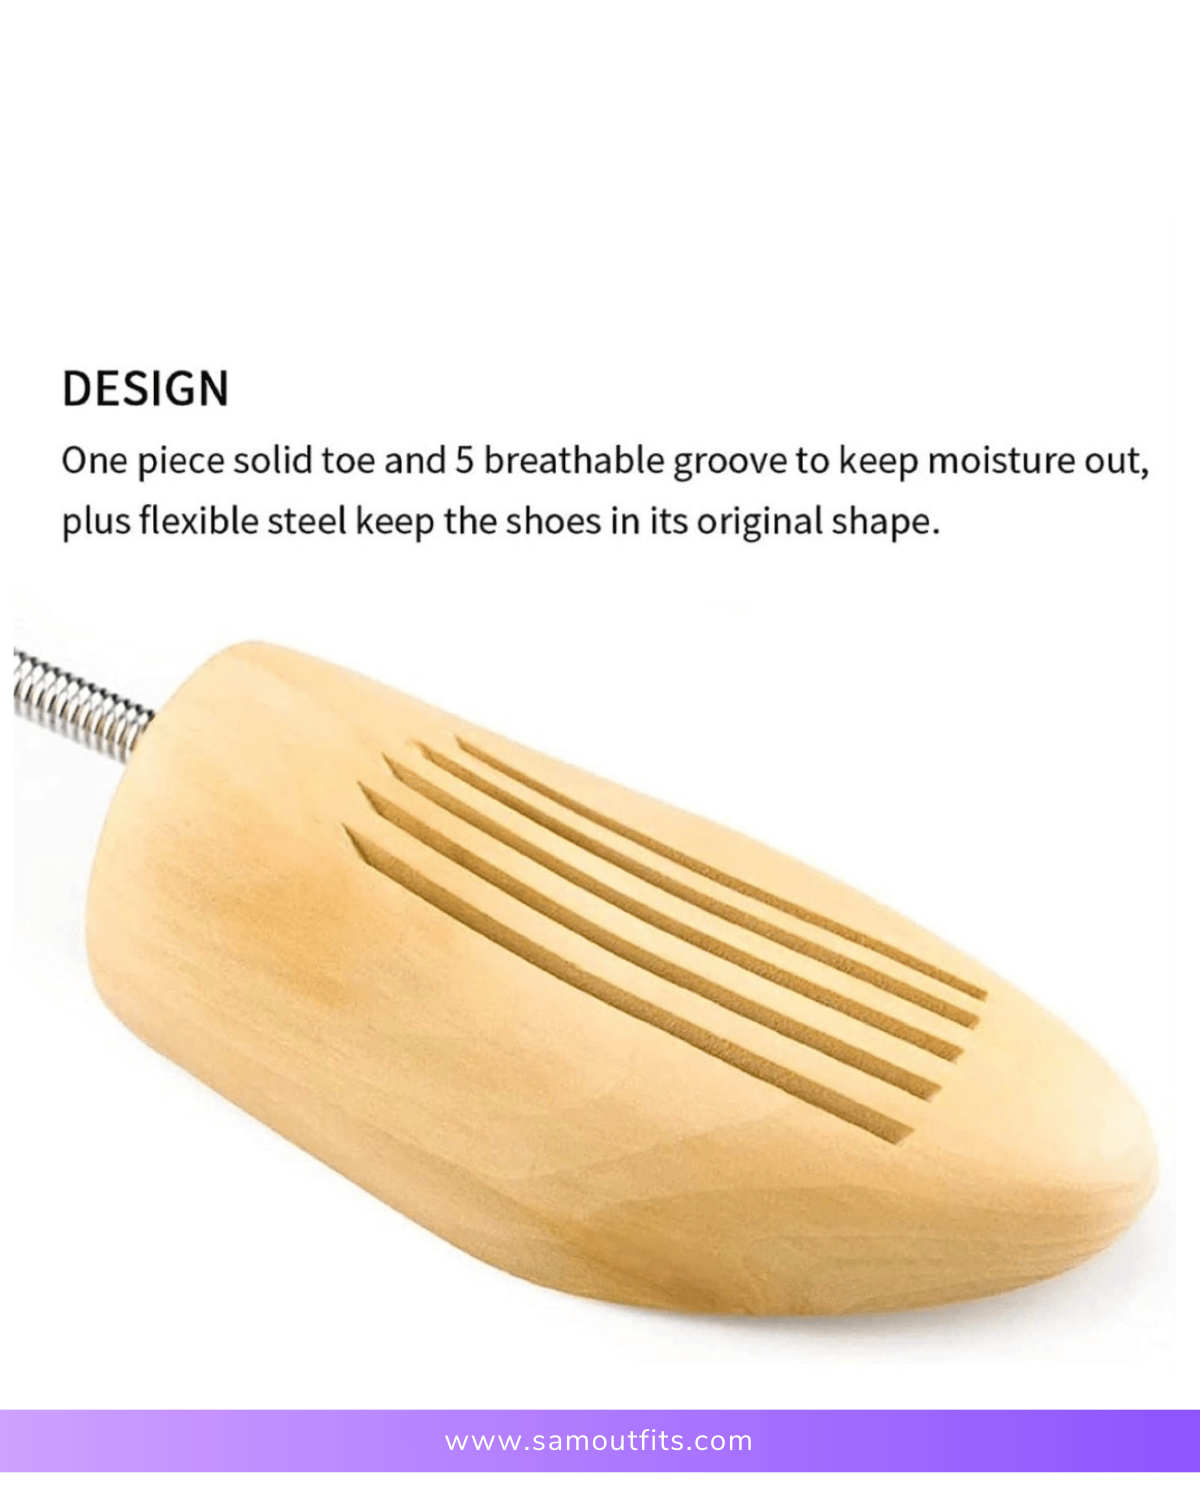 DESIGN
One piece solid toe and 5 breathable groove to keep moisture out,
plus flexible steel keep the shoes in its original shape.
www.samoutfits.com